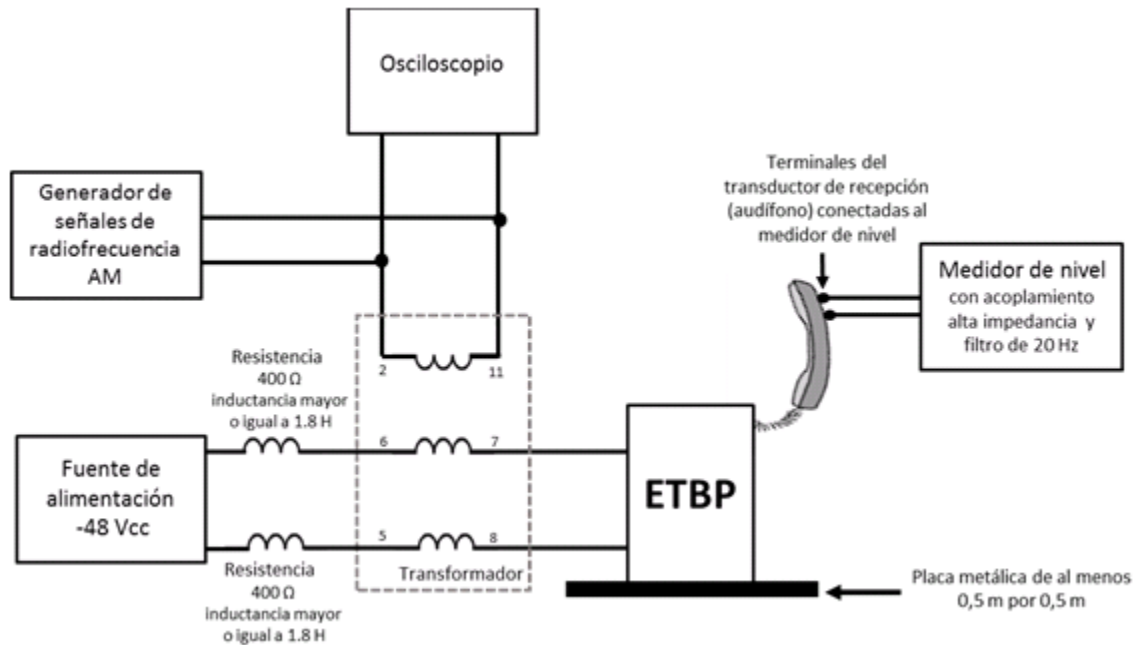 Osciloscopio
Generador de
señales de
radiofrecuencia
AM
Terminales del
transductor de recepción
(audífono) conectadas al
medidor de nivel
Medidor de nivel
con acoplamiento
alta impedancia y
filtro de 20 Hz
2
11
Resistencia
400 Ω
inductancia mayor
o igual a 1.8 H
6
7
Fuente de
alimentación
-48 Vcc
5
8
ETBP
Transformador
Resistencia
400 Ω
inductancia mayor
o igual a 1.8 H
Placa metálica de al menos
0,5 m por 0,5 m